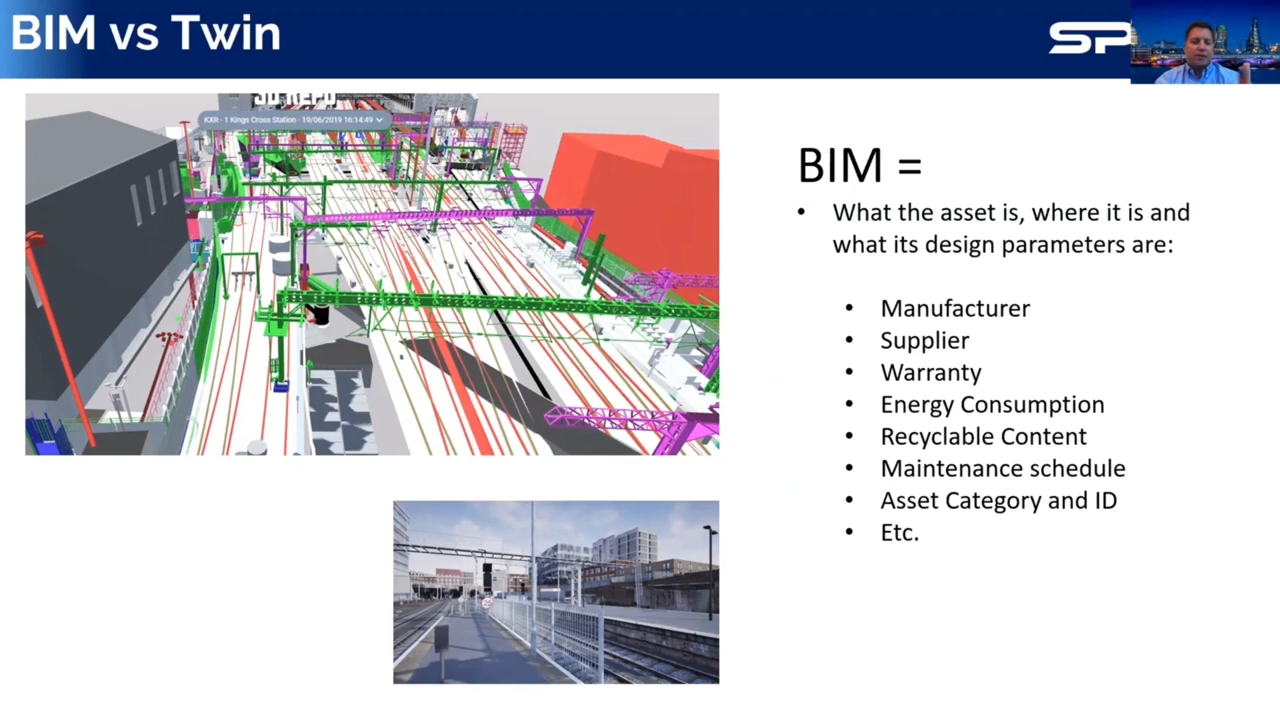 BIM vs Twin
SP
3D REPO
KXR - 1 Kings Cross Station - 19/06/2019 16:14:49
BIM =
• What the asset is, where it is and
what its design parameters are:
• Manufacturer
• Supplier
• Warranty
• Energy Consumption
• Recyclable Content
• Maintenance schedule
• Asset Category and ID
• Etc.